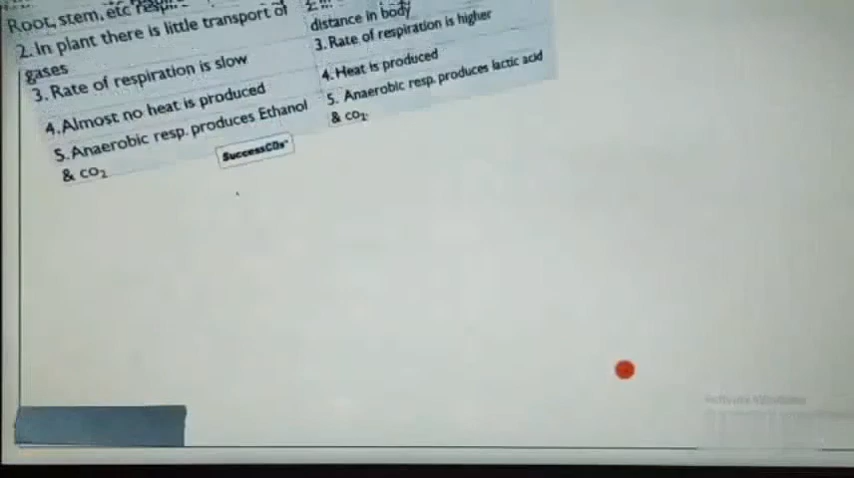 Root, stem, etc
2. In plant there is little transport of
gases
3. Rate of respiration is slow
4. Almost no heat is produced
5. Anaerobic resp. produces Ethanol
& co2
distance in body
3. Rate of respiration is higher
4. Heat is produced
5. Anaerobic resp. produces lactic acid
& co2
SuccessCDs